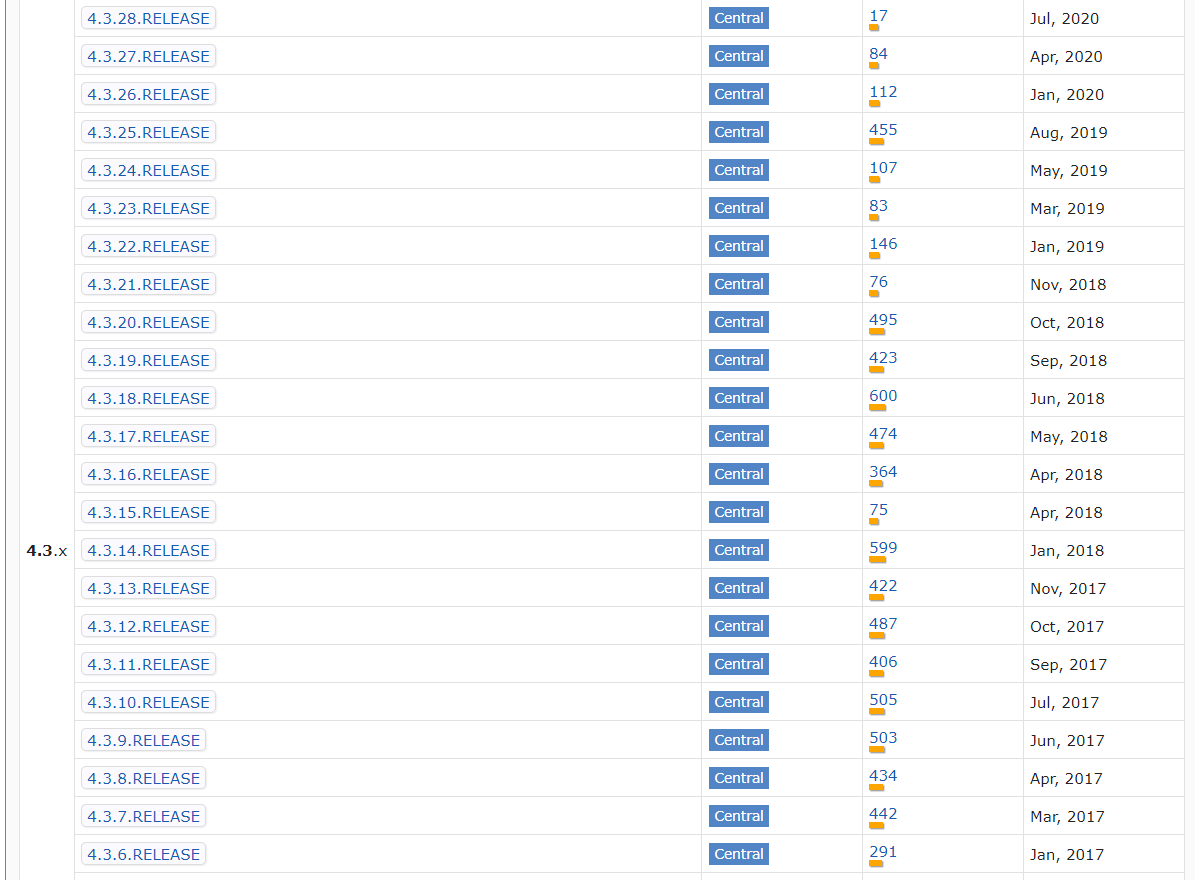 4.3.28.RELEASE Central 17 Jul, 2020
4.3.27.RELEASE Central 84 Apr, 2020
4.3.26.RELEASE Central 112 Jan, 2020
4.3.25.RELEASE Central 455 Aug, 2019
4.3.24.RELEASE Central 107 May, 2019
4.3.23.RELEASE Central 83 Mar, 2019
4.3.22.RELEASE Central 146 Jan, 2019
4.3.21.RELEASE Central 76 Nov, 2018
4.3.20.RELEASE Central 495 Oct, 2018
4.3.19.RELEASE Central 423 Sep, 2018
4.3.18.RELEASE Central 600 Jun, 2018
4.3.17.RELEASE Central 474 May, 2018
4.3.16.RELEASE Central 364 Apr, 2018
4.3.15.RELEASE Central 75 Apr, 2018
4.3.x 4.3.14.RELEASE Central 599 Jan, 2018
4.3.13.RELEASE Central 422 Nov, 2017
4.3.12.RELEASE Central 487 Oct, 2017
4.3.11.RELEASE Central 406 Sep, 2017
4.3.10.RELEASE Central 505 Jul, 2017
4.3.9.RELEASE Central 503 Jun, 2017
4.3.8.RELEASE Central 434 Apr, 2017
4.3.7.RELEASE Central 442 Mar, 2017
4.3.6.RELEASE Central 291 Jan, 2017